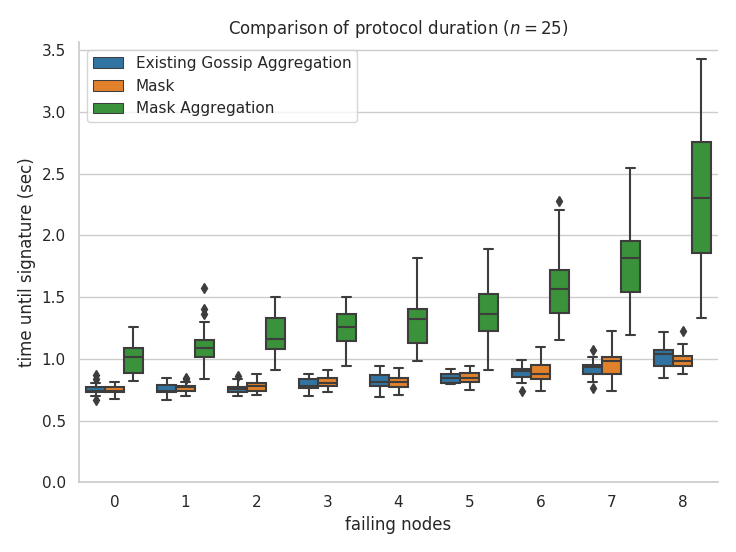 Comparison of protocol duration (n = 25)
Existing Gossip Aggregation
Mask
Mask Aggregation
time until signature (sec)
3.5
3.0
2.5
2.0
1.5
1.0
0.5
0.0
0 1 2 3 4 5 6 7 8
failing nodes